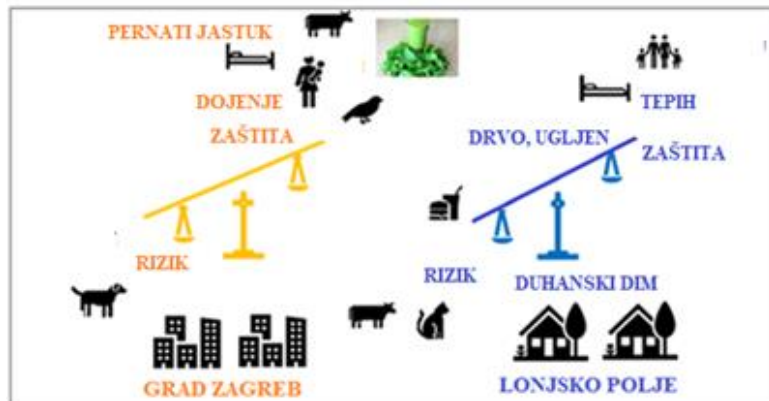 PERNATI JASTUK
DOJENJE
ZAŠTITA
RIZIK
GRAD ZAGREB
TEPIH
DRVO, UGLJEN
ZAŠTITA
RIZIK
DUHANSKI DIM
LONJSKO POLJE